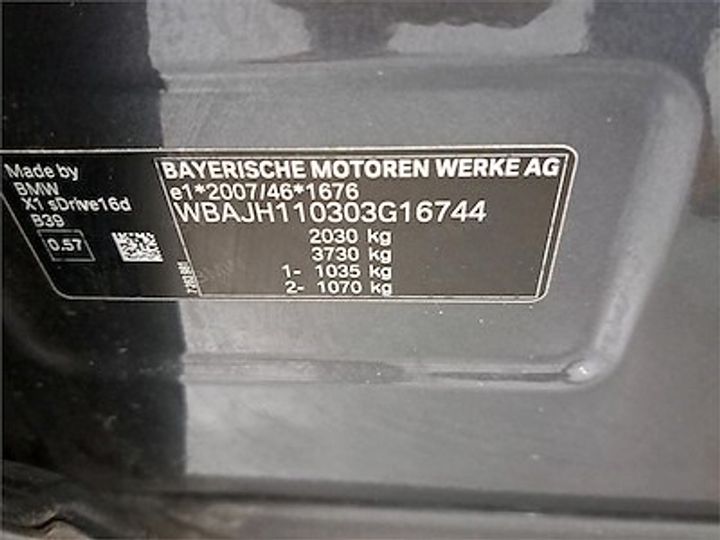 Made by
BMW
X1 sDrive16d
B39
0.57
BAYERISCHE MOTOREN WERKE AG
e1*2007/46*1676
WBAJH110303G16744
2030 kg
3730 kg
1- 1035 kg
2- 1070 kg